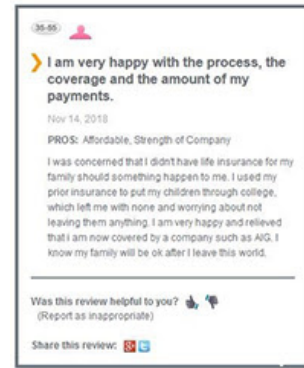 35-55
I am very happy with the process, the
coverage and the amount of my
payments.
Nov 14, 2018
PROS: Affordable, Strength of Company
I was concerned that I didn't have life insurance for my
family should something happen to me. I used my
prior insurance to put my children through college,
which left me with none and worrying about not
leaving them anything. I am very happy and relieved
that i am now covered by a company such as AIG. I
know my family will be ok after I leave this world.
Was this review helpful to you?
(Report as inappropriate)
Share this review: